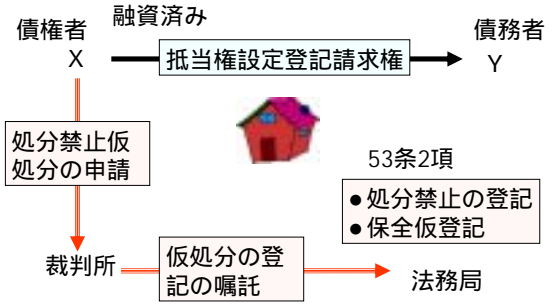 融資済み
債権者
X
抵当権設定登記請求権
債務者
Y
処分禁止仮
処分の申請
53条2項
●処分禁止の登記
●保全仮登記
裁判所
仮処分の登
記の嘱託
法務局